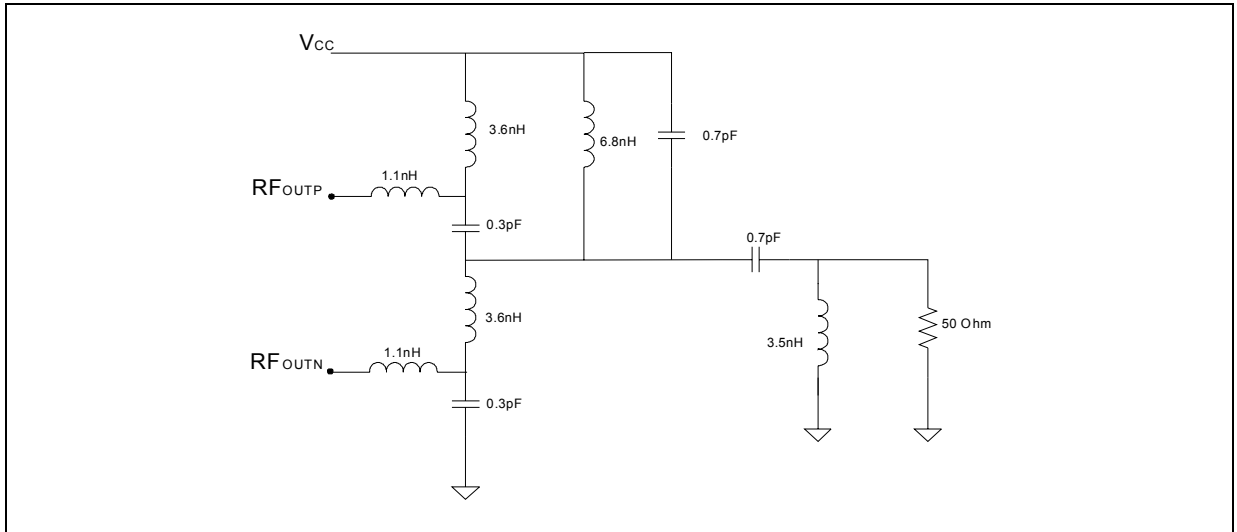 VCC
3.6nH
6.8nH
0.7pF
1.1nH
RFOUTP
0.3pF
0.7pF
3.6nH
50 Ohm
3.5nH
1.1nH
RFOUTN
0.3pF